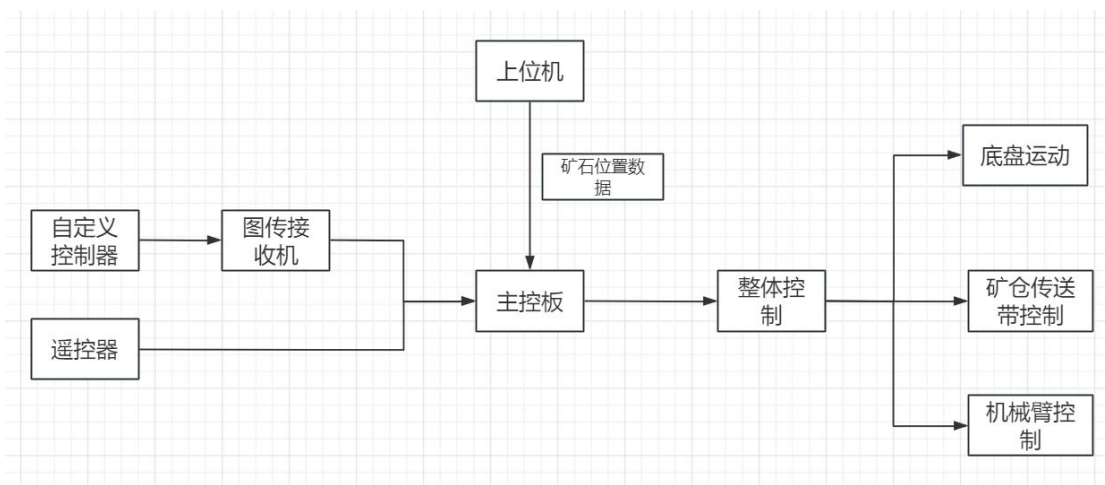 上位机
矿石位置数
据
底盘运动
自定义
控制器
图传接
收机
主控板
整体控
制
矿仓传送
带控制
遥控器
机械臂控
制